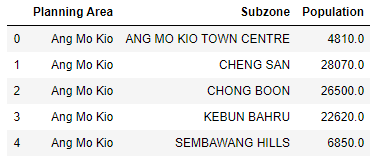 Planning Area Subzone Population
0 Ang Mo Kio ANG MO KIO TOWN CENTRE 4810.0
1 Ang Mo Kio CHENG SAN 28070.0
2 Ang Mo Kio CHONG BOON 26500.0
3 Ang Mo Kio KEBUN BAHRU 22620.0
4 Ang Mo Kio SEMBAWANG HILLS 6850.0